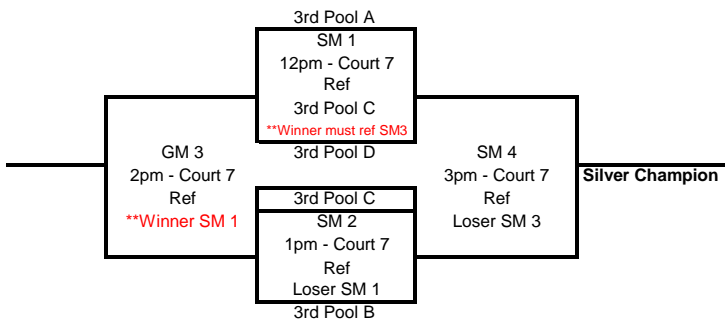 3rd Pool A
SM 1
12pm - Court 7
Ref
3rd Pool C
**Winner must ref SM3
3rd Pool D
GM 3
2pm - Court 7
Ref
**Winner SM 1
SM 4
3pm - Court 7
Ref
Loser SM 3
Silver Champion
3rd Pool C
SM 2
1pm - Court 7
Ref
Loser SM 1
3rd Pool B